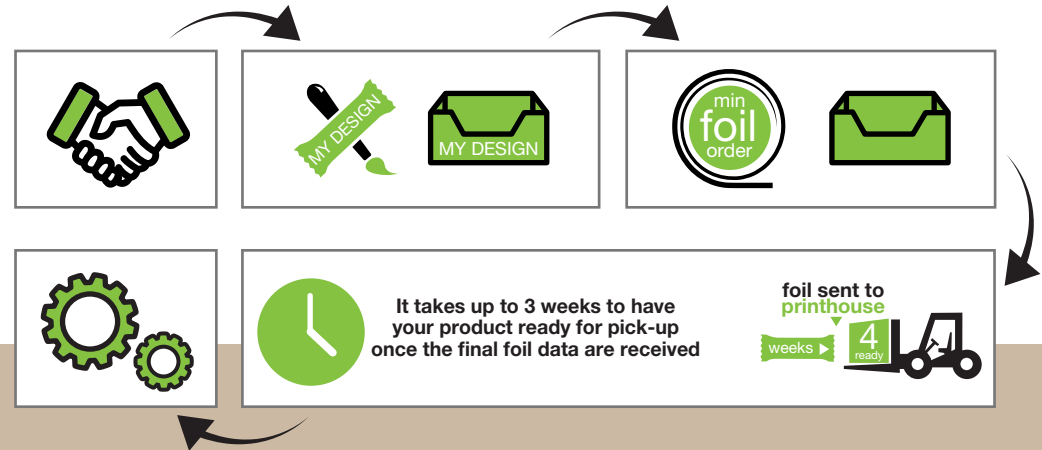 MY DESIGN
MY DESIGN
min
foil
order
It takes up to 3 weeks to have
your product ready for pick-up
once the final foil data are received
foil sent to
printhouse
weeks
4
ready